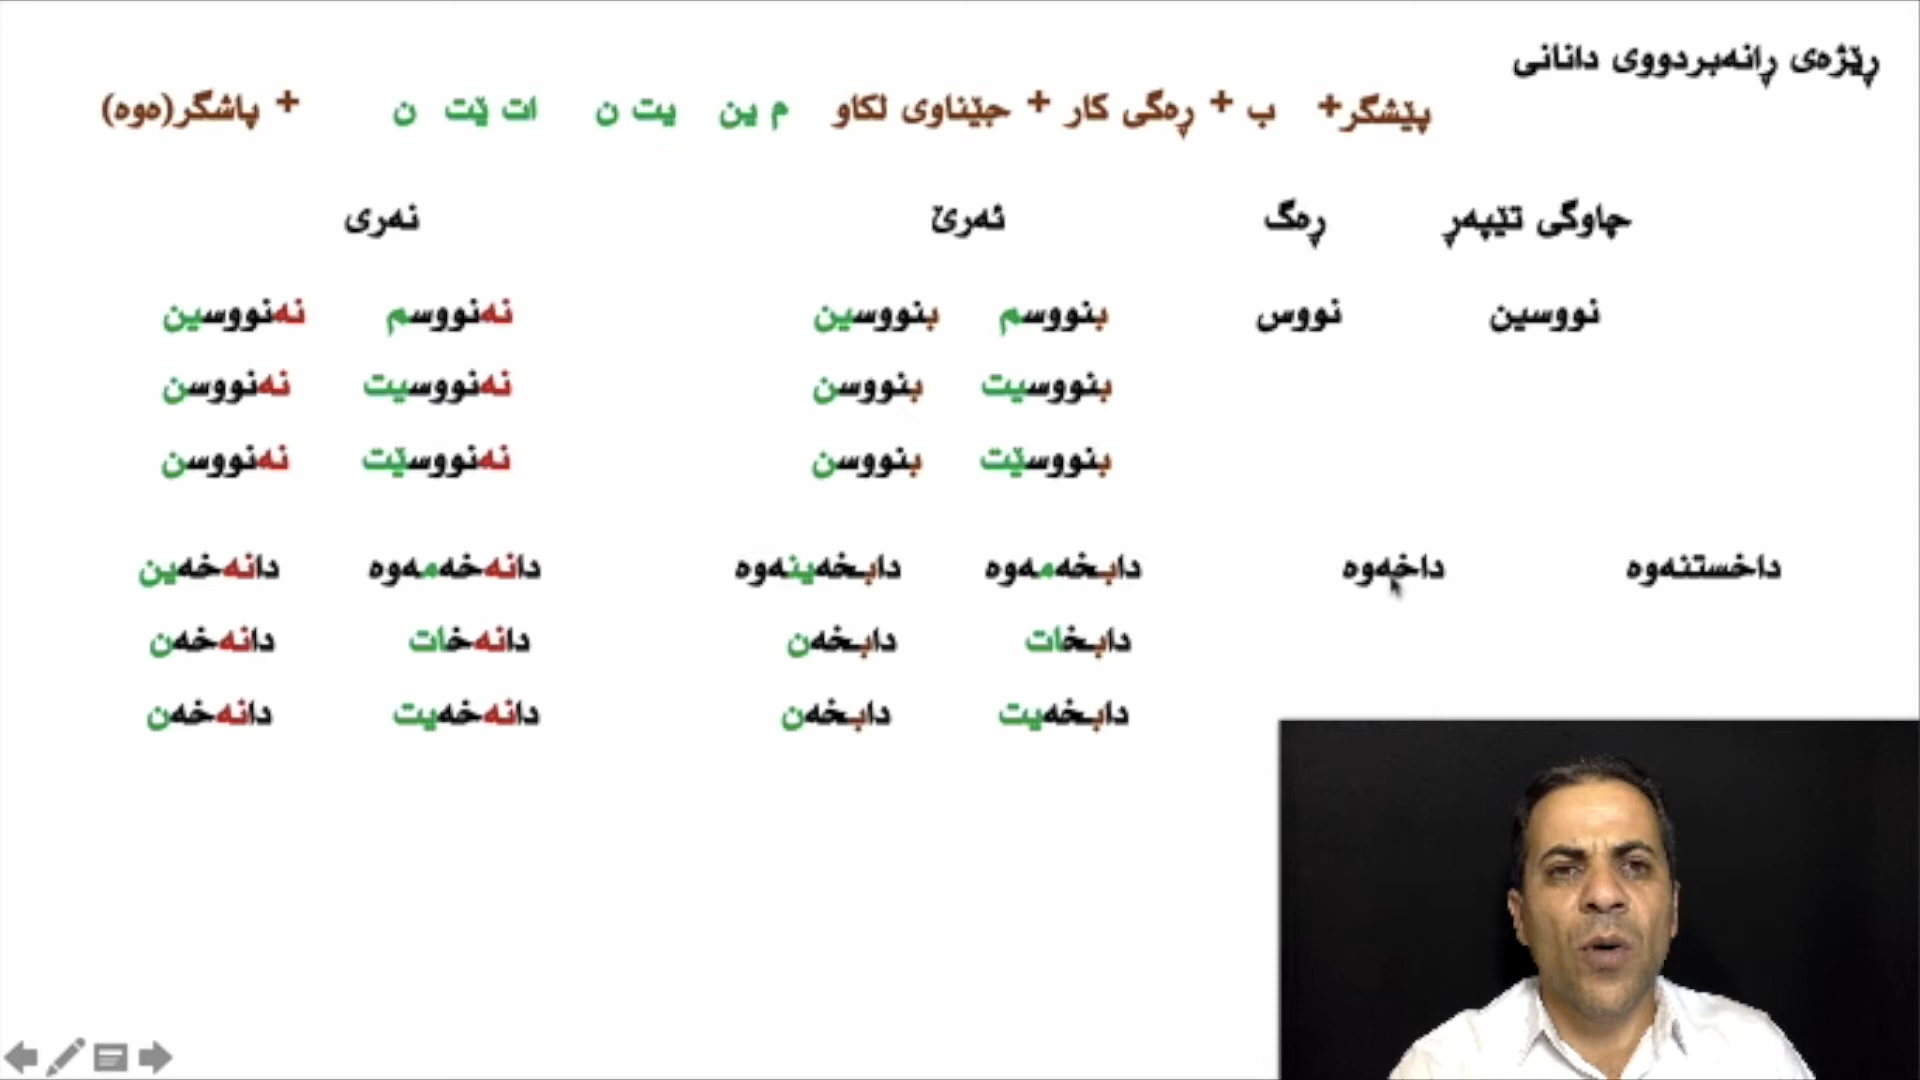 ڕێژەی ڕانەبردووی دانانی
پێشگر+ ب + ڕەگی کار + جێناوی لکاو م ین یت ن ات ێت ن + پاشگر(ەوە)
چاوگی تێپەڕ ڕەگ ئەرێ نەرێ
نووسین نووس بنووسم بنووسین نەنووسم نەنووسین
بنووسیت بنووسن نەنووسیت نەنووسن
بنووسێت بنووسن نەنووسێت نەنووسن
داخستنەوە داخەوە دابخەمەوە دابخەینەوە دانەخەمەوە دانەخەین
دابخات دابخەن دانەخات دانەخەن
دابخەیت دابخەن دانەخەیت دانەخەن